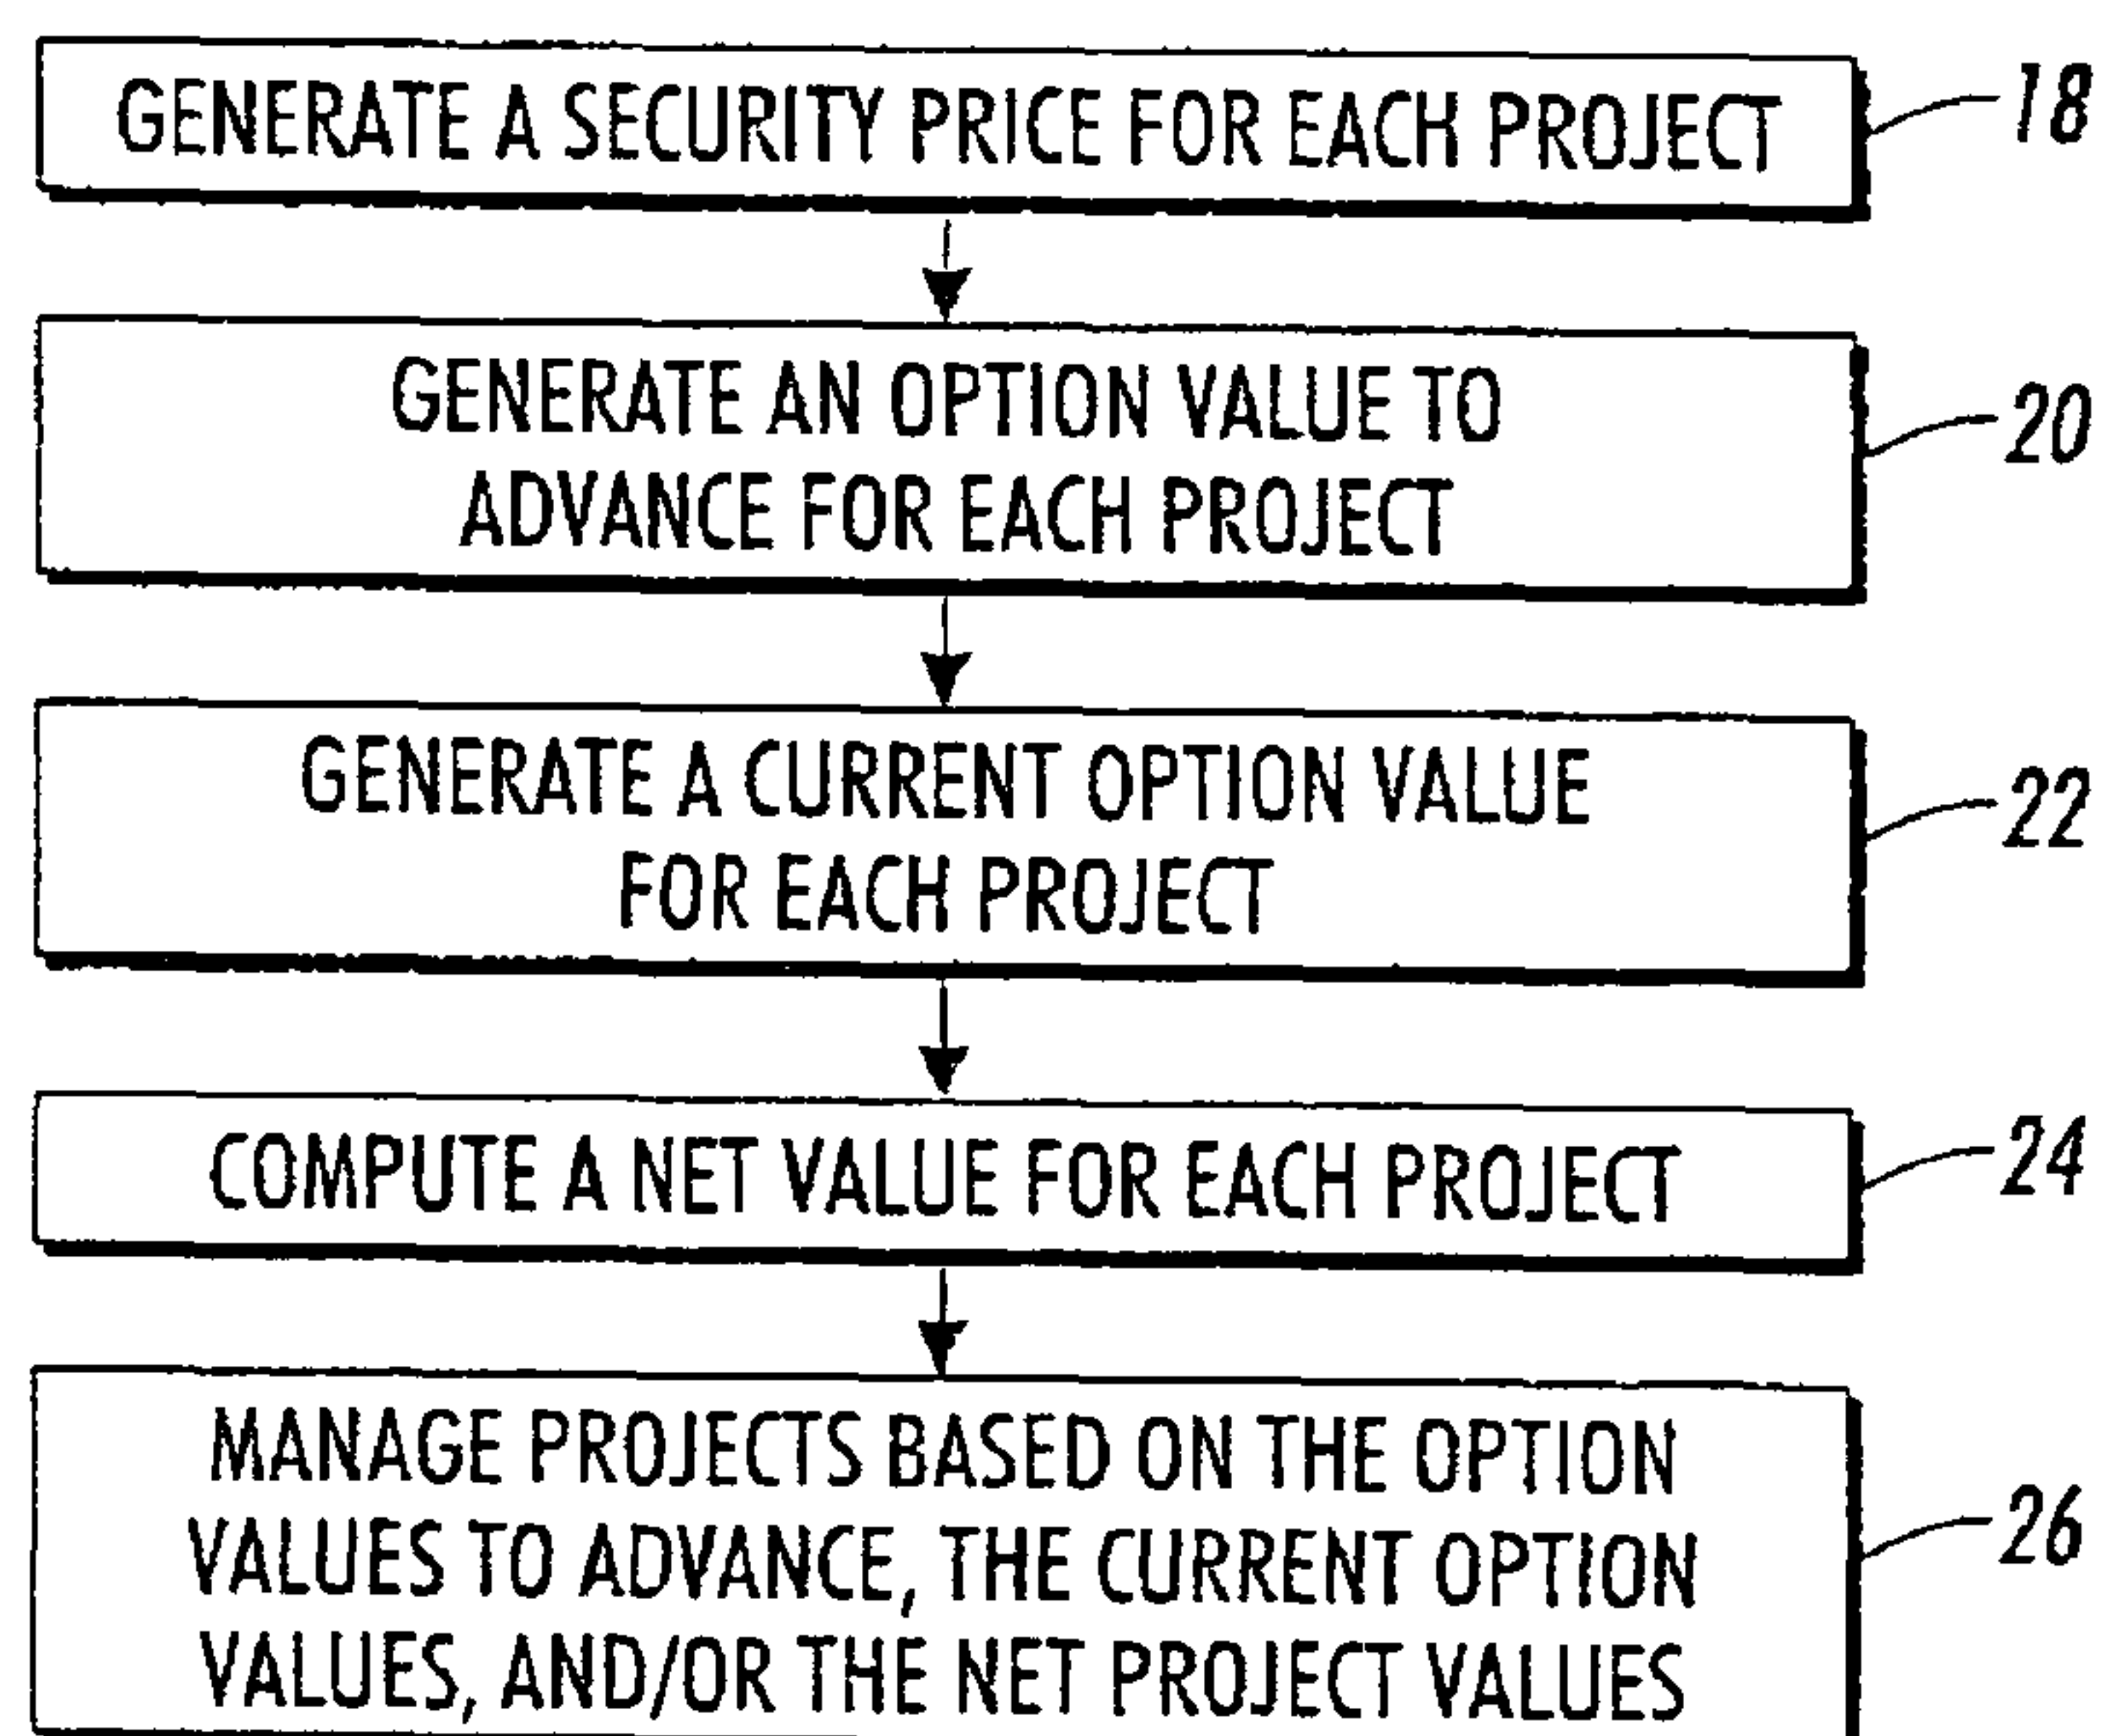 GENERATE A SECURITY PRICE FOR EACH PROJECT
18
GENERATE AN OPTION VALUE TO
ADVANCE FOR EACH PROJECT
20
GENERATE A CURRENT OPTION VALUE
FOR EACH PROJECT
22
COMPUTE A NET VALUE FOR EACH PROJECT
24
MANAGE PROJECTS BASED ON THE OPTION
VALUES TO ADVANCE, THE CURRENT OPTION
VALUES, AND/OR THE NET PROJECT VALUES
26